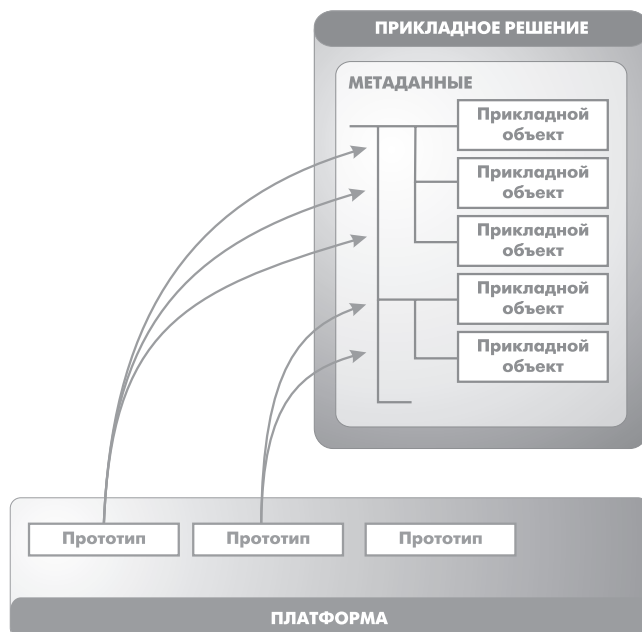 ПРИКЛАДНОЕ РЕШЕНИЕ
МЕТАДАННЫЕ
Прикладной
объект
Прикладной
объект
Прикладной
объект
Прикладной
объект
Прикладной
объект
Прототип
Прототип
Прототип
ПЛАТФОРМА